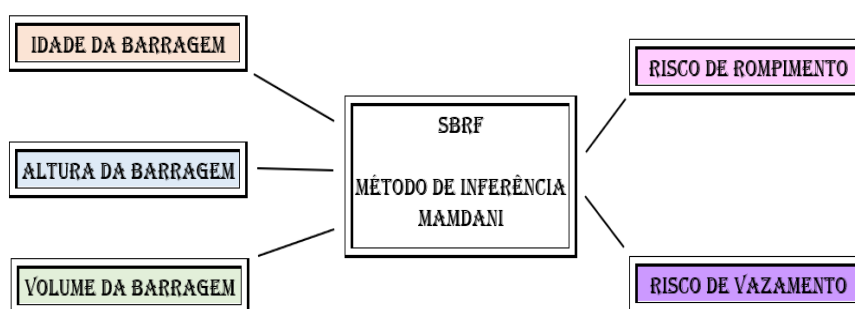 IDADE DA BARRAGEM
ALTURA DA BARRAGEM
VOLUME DA BARRAGEM
SBRF
MÉTODO DE INFERÊNCIA
MAMDANI
RISCO DE ROMPIMENTO
RISCO DE VAZAMENTO